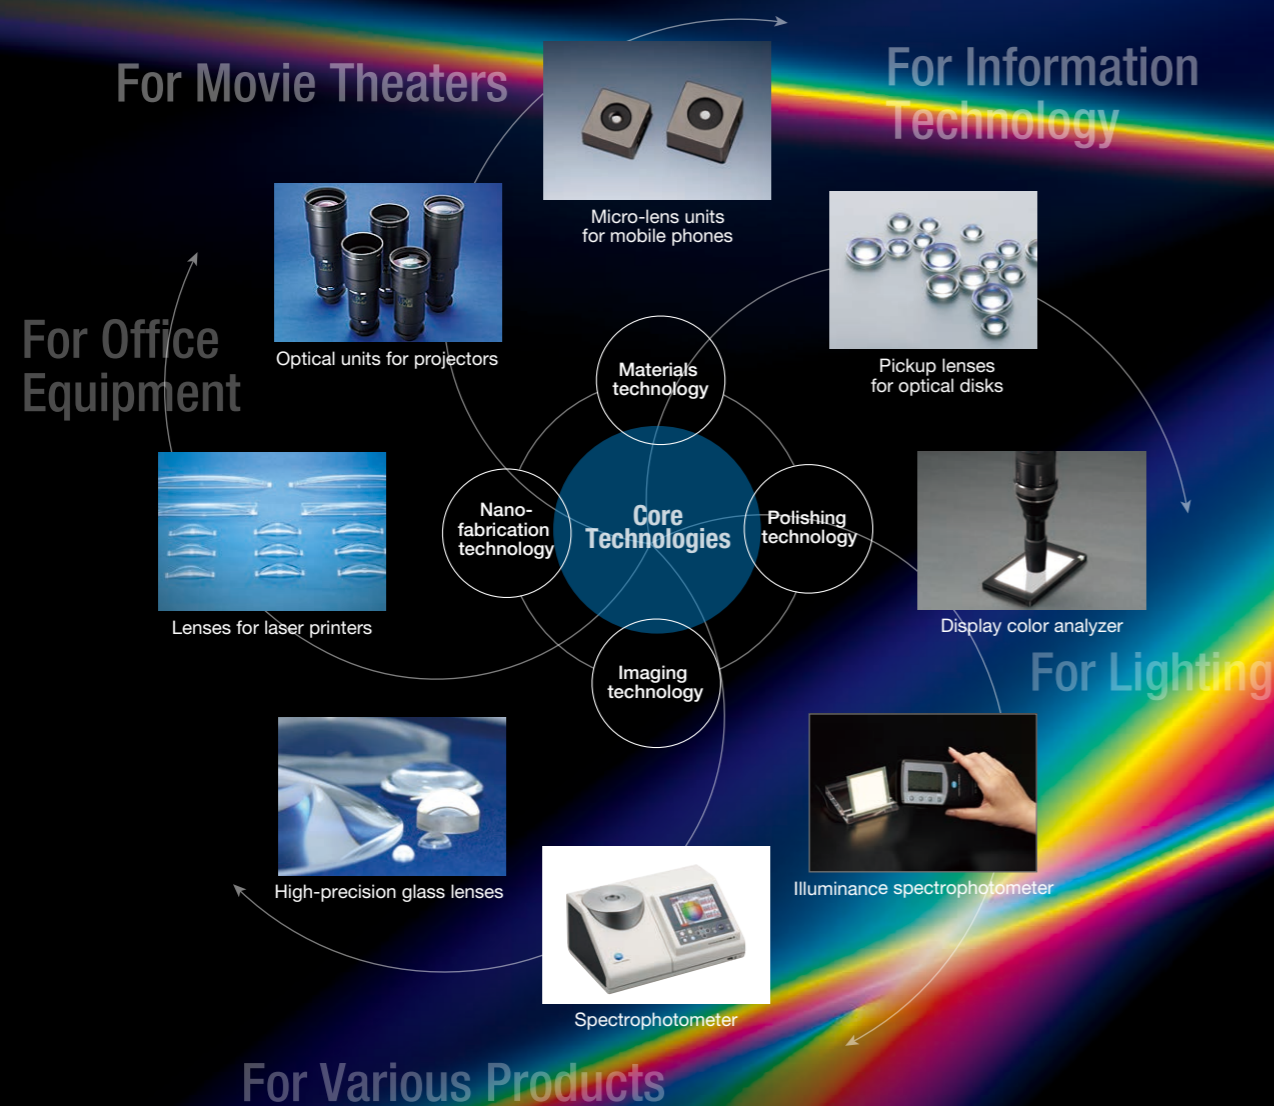 For Movie Theaters
For Information
Technology
Micro-lens units
for mobile phones
Optical units for projectors
Pickup lenses
for optical disks
For Office
Equipment
Materials
technology
Nano-
fabrication
technology
Core
Technologies
Polishing
technology
Lenses for laser printers
Display color analyzer
For Lighting
Imaging
technology
High-precision glass lenses
Illuminance spectrophotometer
Spectrophotometer
For Various Products